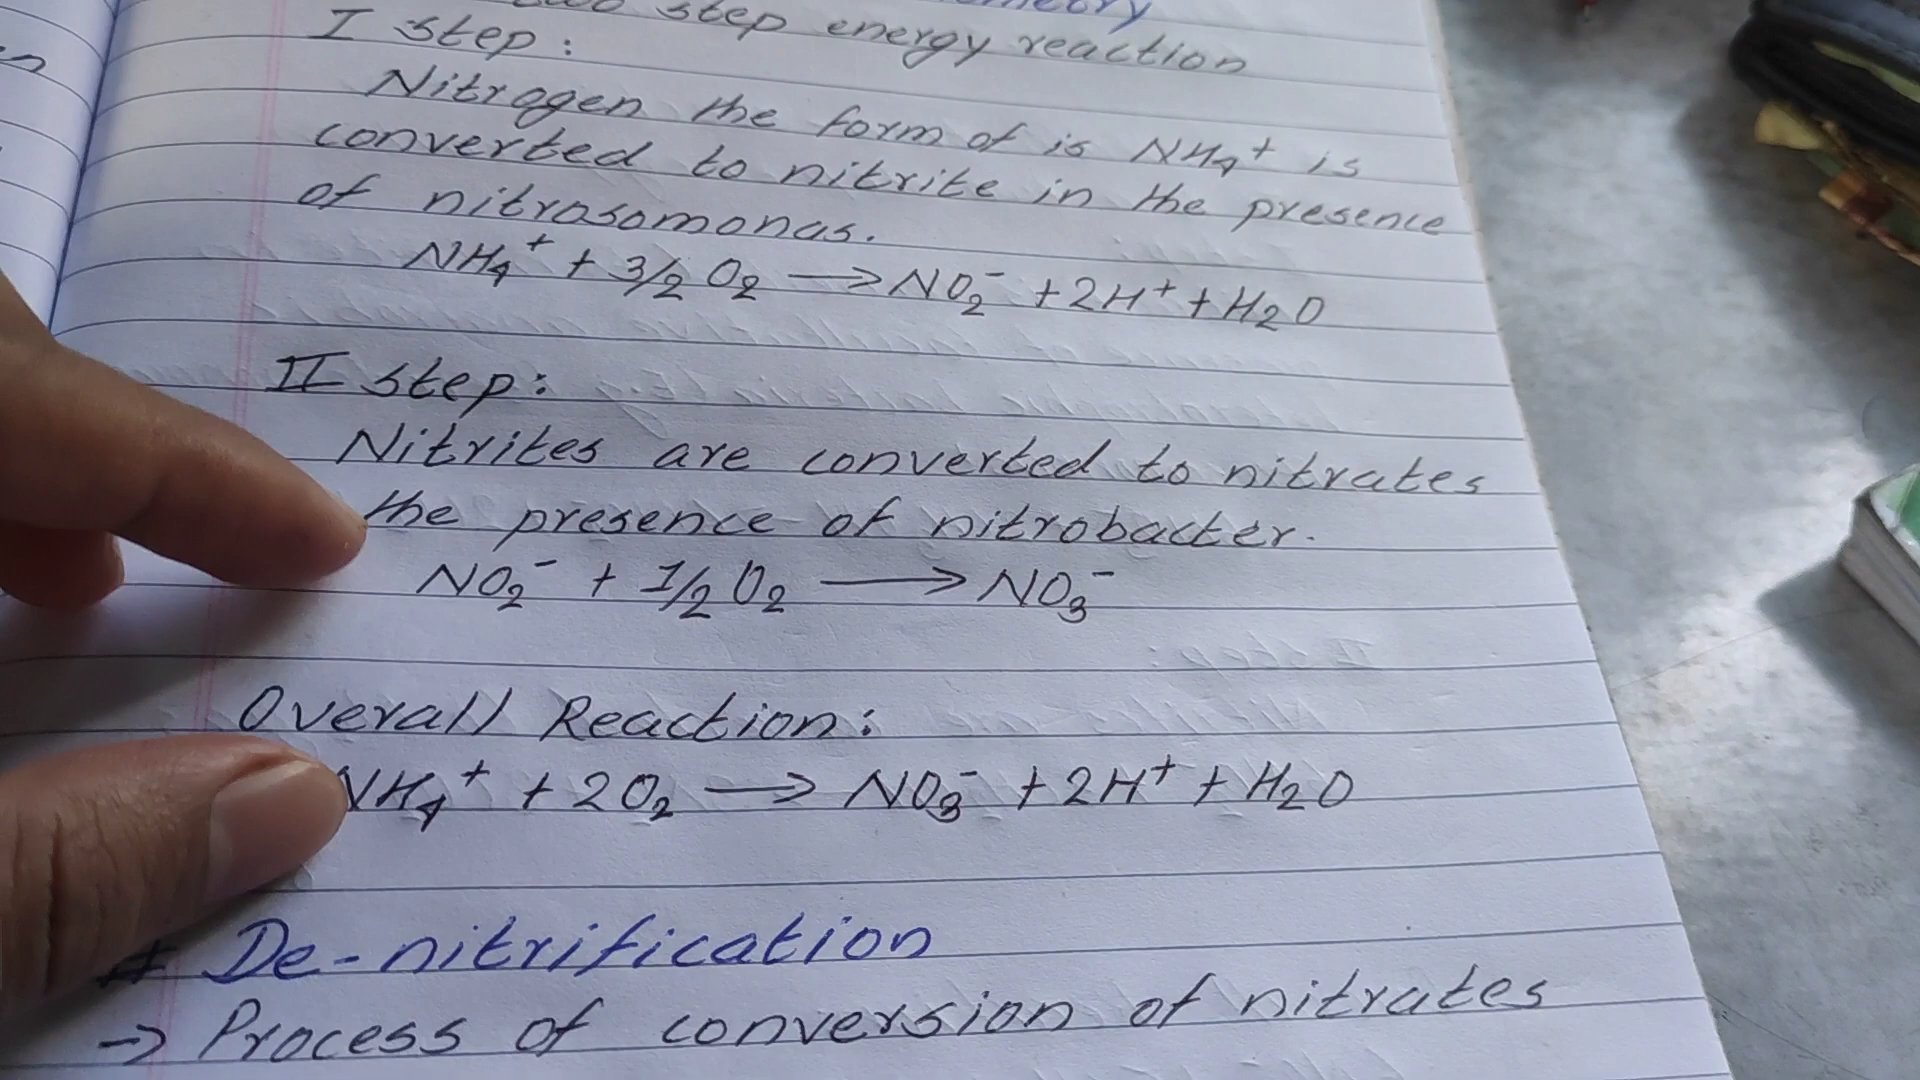 step energy reaction
I step:
Nitrogen the form of is NH₄⁺ is
converted to nitrite in the presence
of nitrosomonas.
NH₄⁺ + 3/2 O₂ → NO₂⁻ + 2H⁺ + H₂O
II step:
Nitrites are converted to nitrates
the presence of nitrobacter.
NO₂⁻ + 1/2 O₂ → NO₃⁻
Overall Reaction:
NH₄⁺ + 2O₂ → NO₃⁻ + 2H⁺ + H₂O
# De-nitrification
→ Process of conversion of nitrates